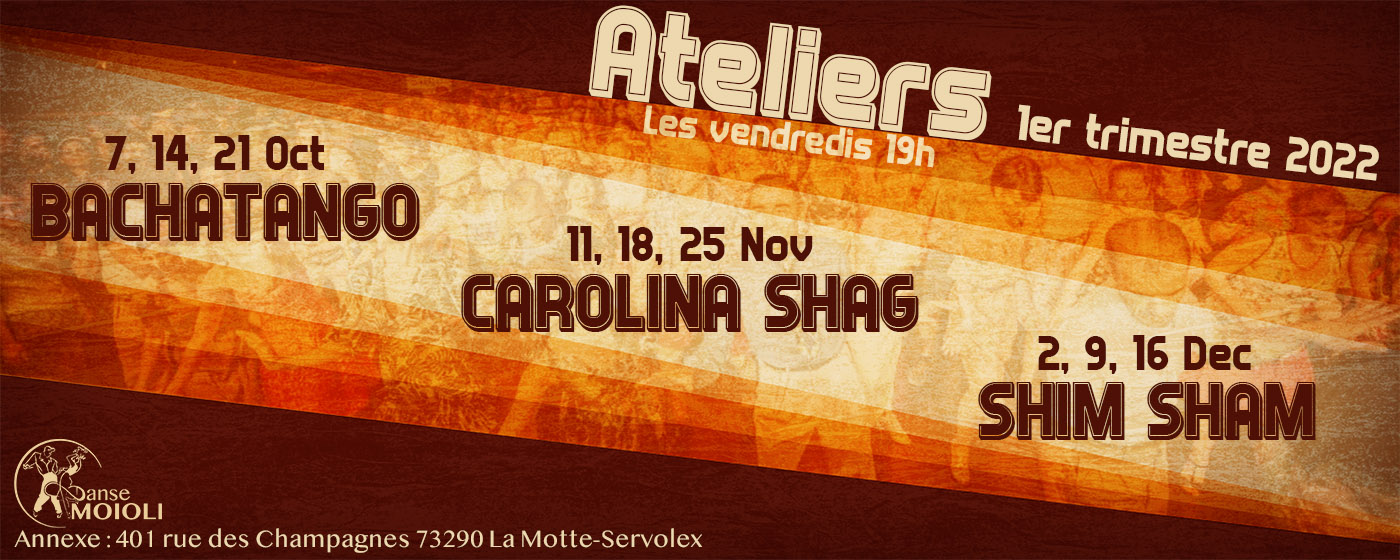 Ateliers
Les vendredis 19h
1er trimestre 2022
7, 14, 21 Oct
BACHATANGO
11, 18, 25 Nov
CAROLINA SHAG
2, 9, 16 Dec
SHIM SHAM
Danse
MOIOLI
Annexe : 401 rue des Champagnes 73290 La Motte-Servolex